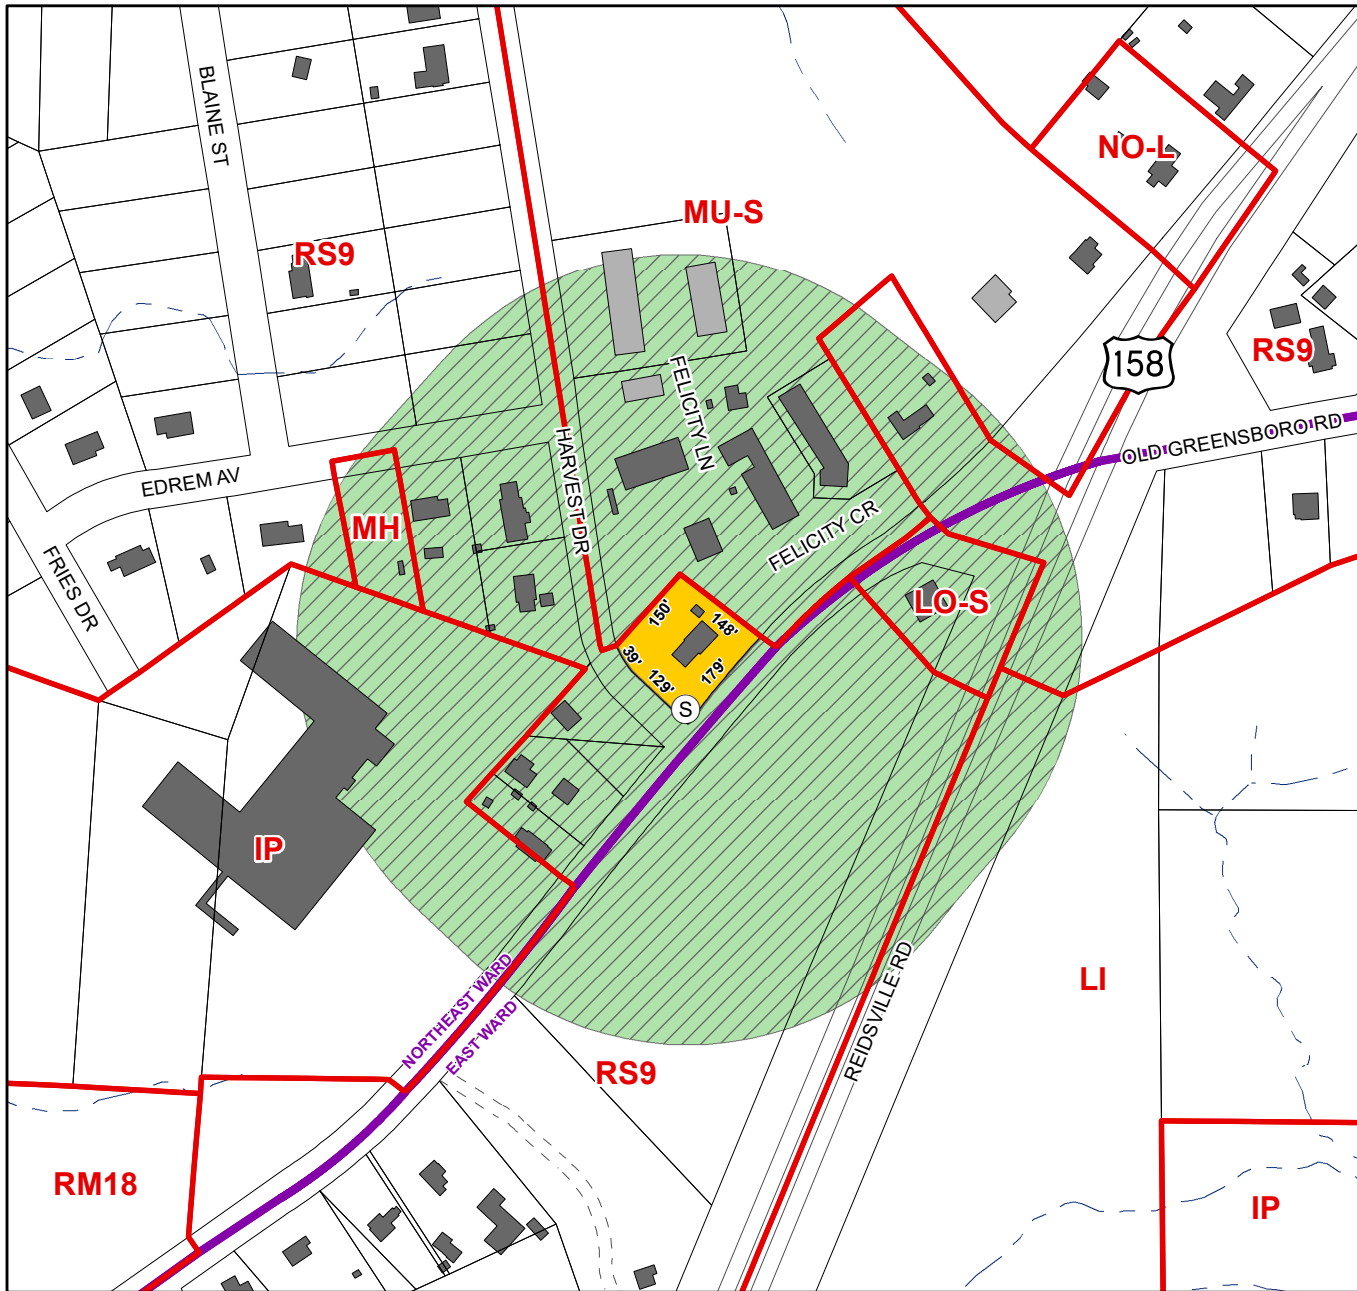 BLAINE ST
NO-L
MU-S
RS9
RS9
158
FELICITY LN
OLD GREENSBORO RD
HARVEST DR
EDREM AV
MH
FELICITY CR
FRIES DR
LO-S
150'
148'
39'
129'
179'
S
IP
NORTHEAST WARD
EAST WARD
REIDSVILLE RD
LI
RS9
RM18
IP